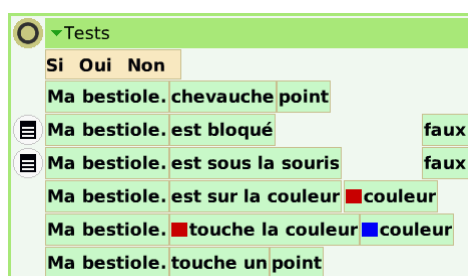 Tests
Si Oui Non
Ma bestiole. chevauche point
Ma bestiole. est bloqué faux
Ma bestiole. est sous la souris faux
Ma bestiole. est sur la couleur couleur
Ma bestiole. touche la couleur couleur
Ma bestiole. touche un point